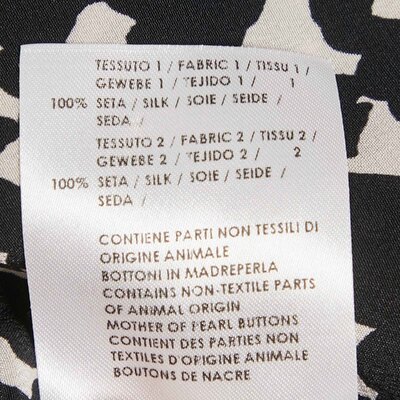 TESSUTO 1 / FABRIC 1 / TISSU 1 /
GEWEBE 1 / TEJIDO 1 / 1
100% SETA / SILK / SOIE / SEIDE /
SEDA /
TESSUTO 2 / FABRIC 2 / TISSU 2 /
GEWEBE 2 / TEJIDO 2 / 2
100% SETA / SILK / SOIE / SEIDE /
SEDA /
CONTIENE PARTI NON TESSILI DI
ORIGINE ANIMALE
BOTTONI IN MADREPERLA
CONTAINS NON-TEXTILE PARTS
OF ANIMAL ORIGIN
MOTHER OF PEARL BUTTONS
CONTIENT DES PARTIES NON
TEXTILES D'ORIGINE ANIMALE
BOUTONS DE NACRE